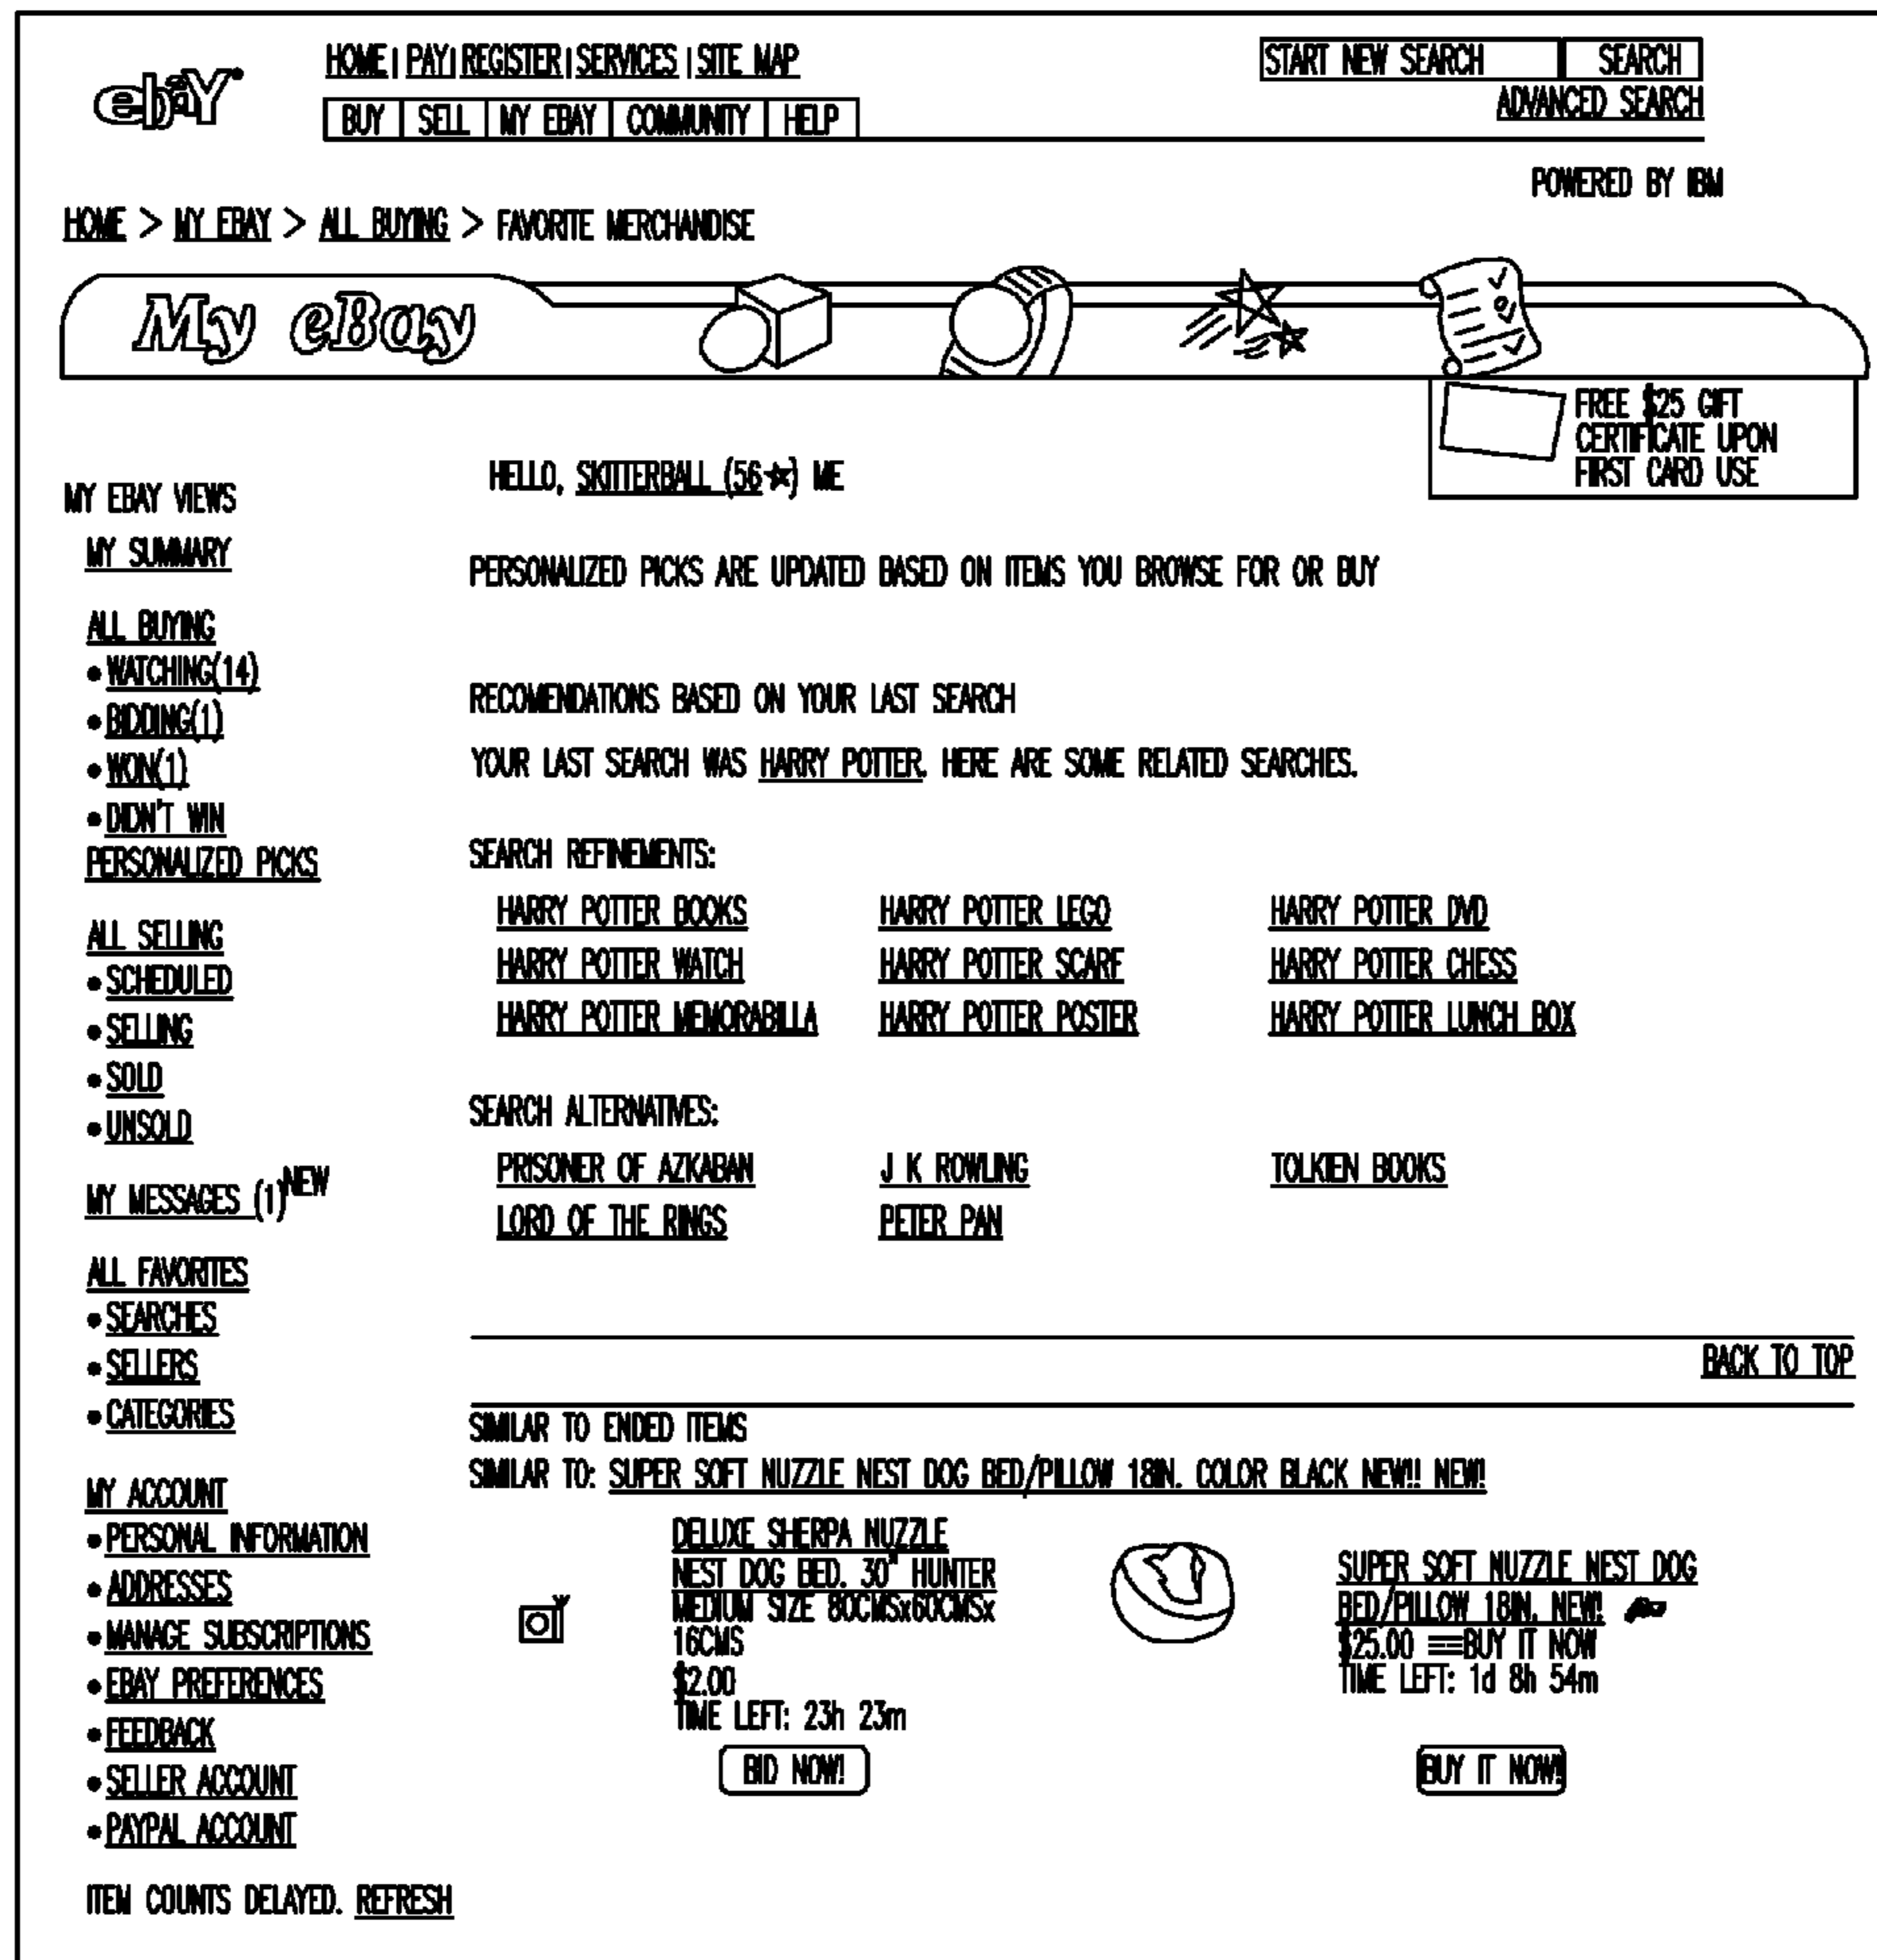 ebaY
HOME | PAY | REGISTER | SERVICES | SITE MAP
START NEW SEARCH SEARCH
BUY SELL MY EBAY COMMUNITY HELP
ADVANCED SEARCH
POWERED BY IBM
HOME > MY EBAY > ALL BUYING > FAVORITE MERCHANDISE
My eBay
FREE $25 GIFT
CERTIFICATE UPON
FIRST CARD USE
HELLO, SKITTERBALL (56★) ME
MY EBAY VIEWS
MY SUMMARY
ALL BUYING
•WATCHING(14)
•BIDDING(1)
•WON(1)
•DIDN'T WIN
PERSONALIZED PICKS
ALL SELLING
•SCHEDULED
•SELLING
•SOLD
•UNSOLD
MY MESSAGES (1) NEW
ALL FAVORITES
•SEARCHES
•SELLERS
•CATEGORIES
MY ACCOUNT
•PERSONAL INFORMATION
•ADDRESSES
•MANAGE SUBSCRIPTIONS
•EBAY PREFERENCES
•FEEDBACK
•SELLER ACCOUNT
•PAYPAL ACCOUNT
ITEM COUNTS DELAYED. REFRESH
PERSONALIZED PICKS ARE UPDATED BASED ON ITEMS YOU BROWSE FOR OR BUY
RECOMENDATIONS BASED ON YOUR LAST SEARCH
YOUR LAST SEARCH WAS HARRY POTTER. HERE ARE SOME RELATED SEARCHES.
SEARCH REFINEMENTS:
HARRY POTTER BOOKS HARRY POTTER LEGO HARRY POTTER DVD
HARRY POTTER WATCH HARRY POTTER SCARF HARRY POTTER CHESS
HARRY POTTER MEMORABILLA HARRY POTTER POSTER HARRY POTTER LUNCH BOX
SEARCH ALTERNATIVES:
PRISONER OF AZKABAN J K ROWLING TOLKIEN BOOKS
LORD OF THE RINGS PETER PAN
BACK TO TOP
SIMILAR TO ENDED ITEMS
SIMILAR TO: SUPER SOFT NUZZLE NEST DOG BED/PILLOW 18IN. COLOR BLACK NEW!! NEW!
DELUXE SHERPA NUZZLE
NEST DOG BED. 30" HUNTER
MEDIUM SIZE 80CMSx60CMSx
16CMS
$2.00
TIME LEFT: 23h 23m
BID NOW!
SUPER SOFT NUZZLE NEST DOG
BED/PILLOW 18IN. NEW!
$25.00 ==BUY IT NOW
TIME LEFT: 1d 8h 54m
BUY IT NOW!